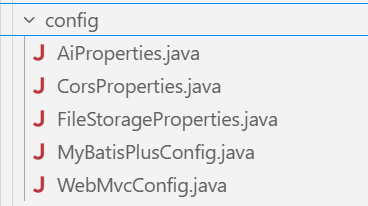 config
AiProperties.java
CorsProperties.java
FileStorageProperties.java
MyBatisPlusConfig.java
WebMvcConfig.java